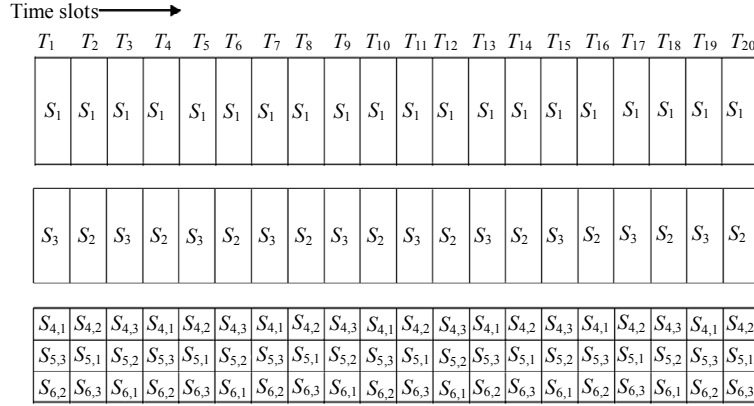 Time slots
T1 T2 T3 T4 T5 T6 T7 T8 T9 T10 T11 T12 T13 T14 T15 T16 T17 T18 T19 T20
S1 S1 S1 S1 S1 S1 S1 S1 S1 S1 S1 S1 S1 S1 S1 S1 S1 S1 S1 S1
S3 S2 S3 S2 S3 S2 S3 S2 S3 S2 S3 S2 S3 S2 S3 S2 S3 S2 S3 S2
S4,1 S4,2 S4,3 S4,1 S4,2 S4,3 S4,1 S4,2 S4,3 S4,1 S4,2 S4,3 S4,1 S4,2 S4,3 S4,1 S4,2 S4,3 S4,1 S4,2
S5,3 S5,1 S5,2 S5,3 S5,1 S5,2 S5,3 S5,1 S5,2 S5,3 S5,1 S5,2 S5,3 S5,1 S5,2 S5,3 S5,1 S5,2 S5,3 S5,1
S6,2 S6,3 S6,1 S6,2 S6,3 S6,1 S6,2 S6,3 S6,1 S6,2 S6,3 S6,1 S6,2 S6,3 S6,1 S6,2 S6,3 S6,1 S6,2 S6,3